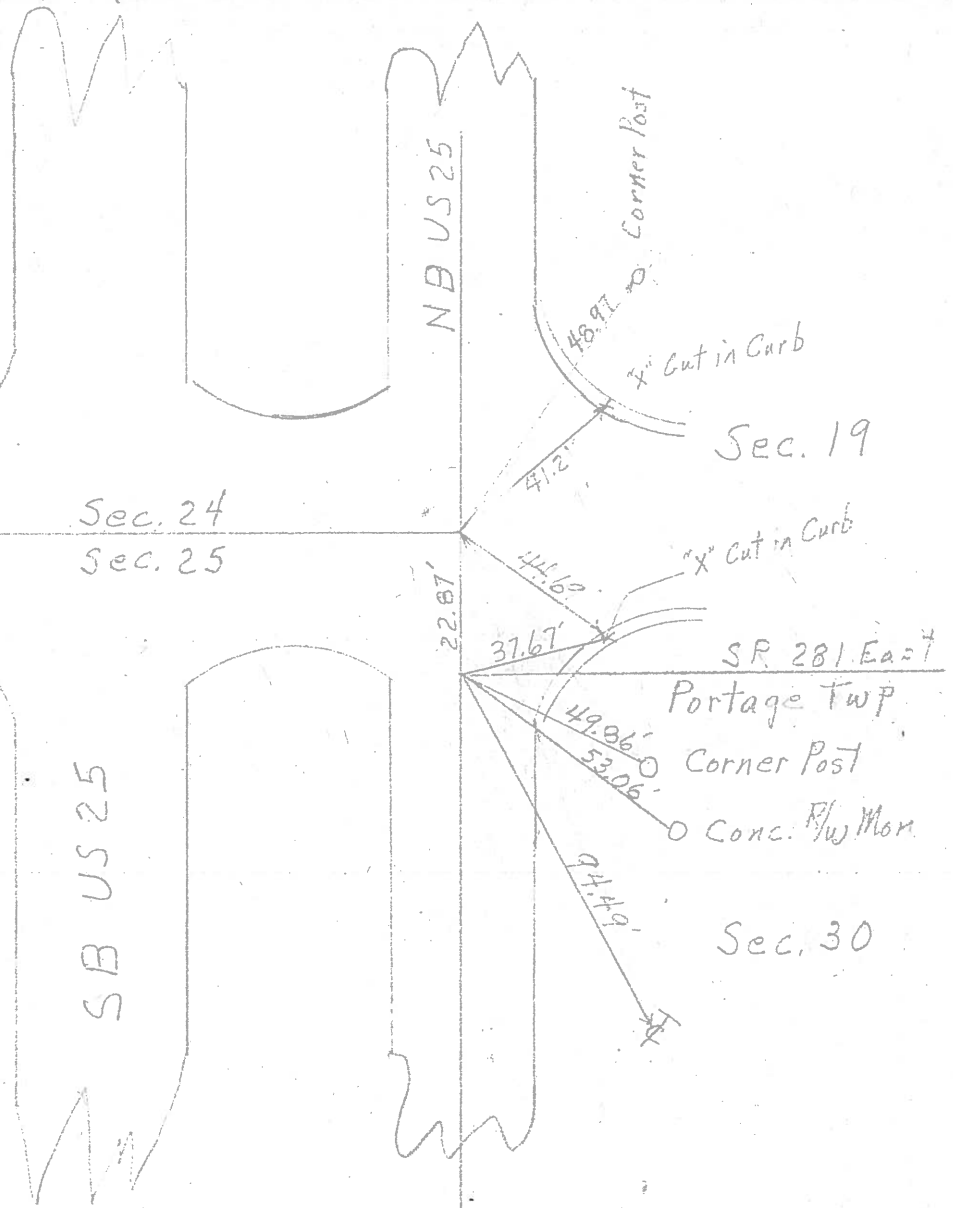 NB US 25
Corner Post
48.97
"X" Cut in Curb
41.2'
Sec. 19
Sec. 24
Sec. 25
44.60
"X" Cut in Curb
22.87'
37.67'
SR 281 East
Portage Twp
49.86'
Corner Post
53.06'
Conc. R/W Mon
94.49'
SB US 25
Sec. 30